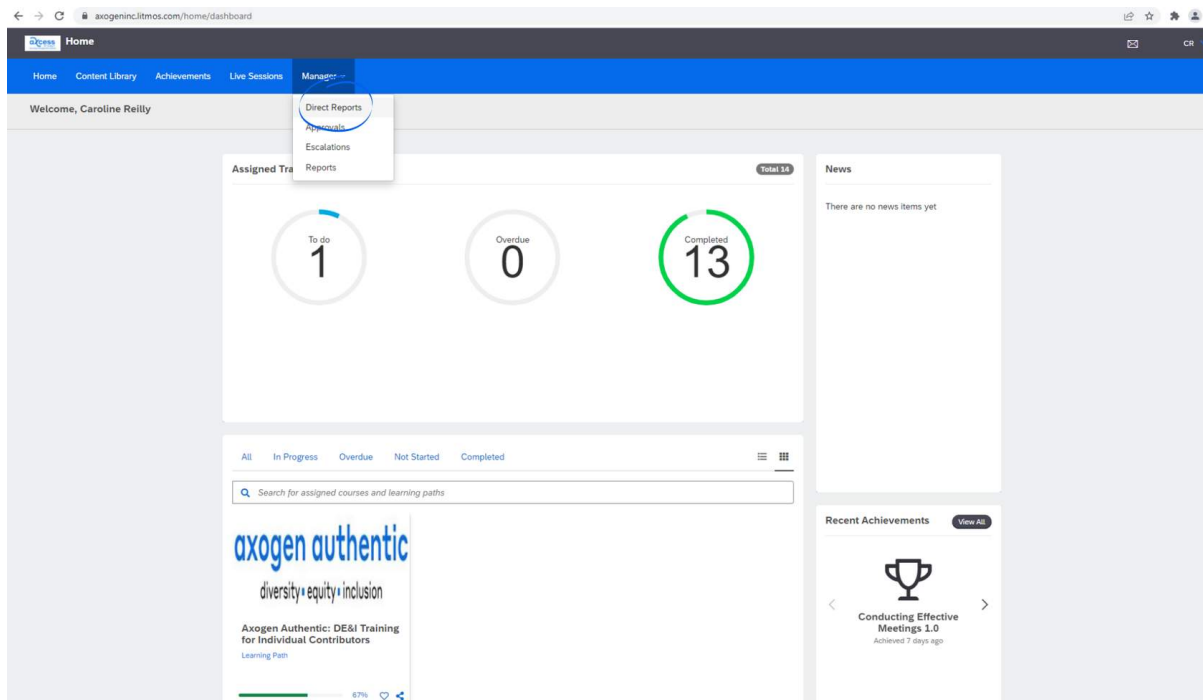 axogeninc.litmos.com/home/dashboard
axcess Home
CR
Home Content Library Achievements Live Sessions Manager
Welcome, Caroline Reilly
Direct Reports
Approvals
Escalations
Reports
Assigned Tra
Total 14
To do
1
Overdue
0
Completed
13
News
There are no news items yet
All In Progress Overdue Not Started Completed
Search for assigned courses and learning paths
axogen authentic
diversity▪equity▪inclusion
Axogen Authentic: DE&I Training
for Individual Contributors
Learning Path
67%
Recent Achievements View All
Conducting Effective
Meetings 1.0
Achieved 7 days ago